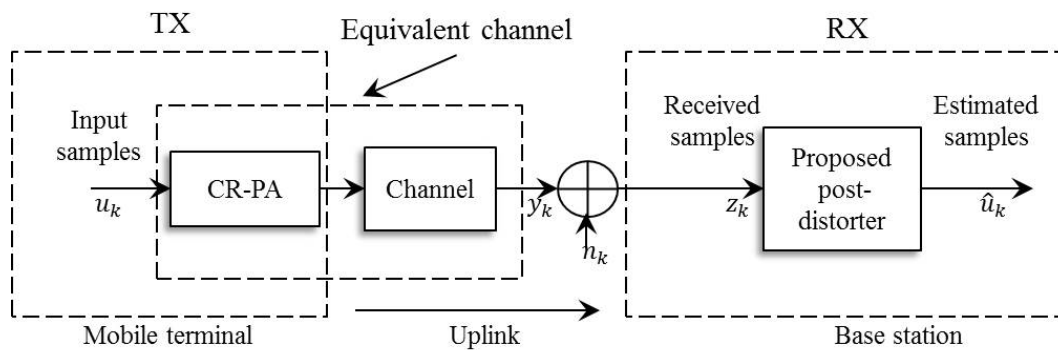 TX
Equivalent channel
RX
Input
samples
u_k
CR-PA
Channel
y_k
n_k
Received
samples
z_k
Proposed
post-
distorter
Estimated
samples
û_k
Mobile terminal
Uplink
Base station